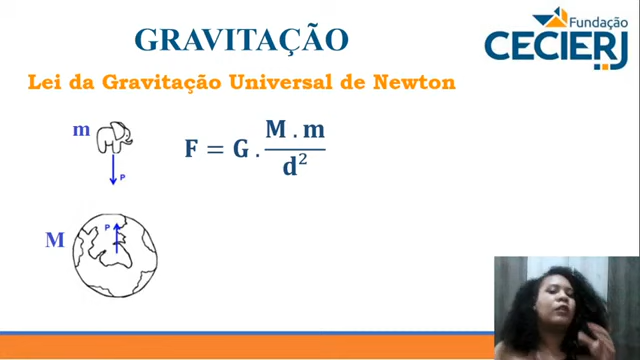 GRAVITAÇÃO
Fundação
CECIERJ
Lei da Gravitação Universal de Newton
m
P
F = G . M . m / d²
P
M